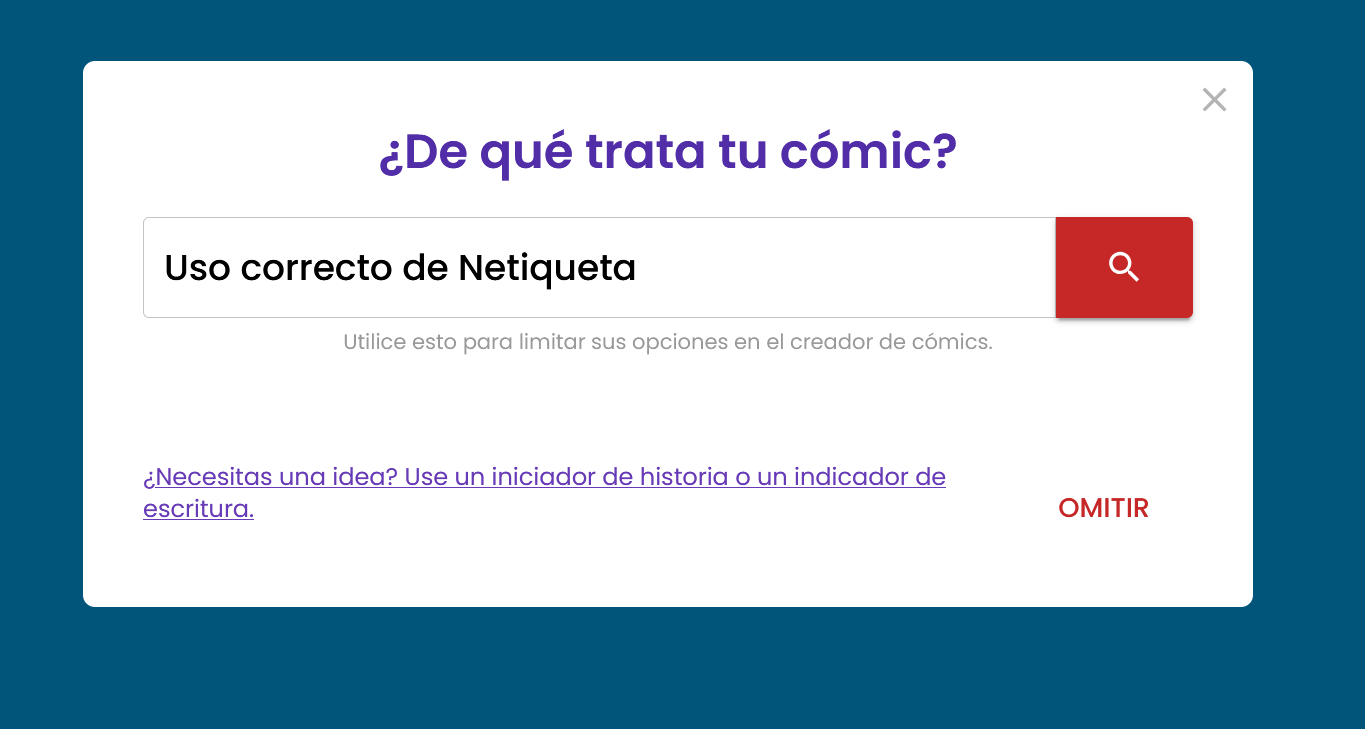 ¿De qué trata tu cómic?
Uso correcto de Netiqueta
Utilice esto para limitar sus opciones en el creador de cómics.
¿Necesitas una idea? Use un iniciador de historia o un indicador de
escritura.
OMITIR